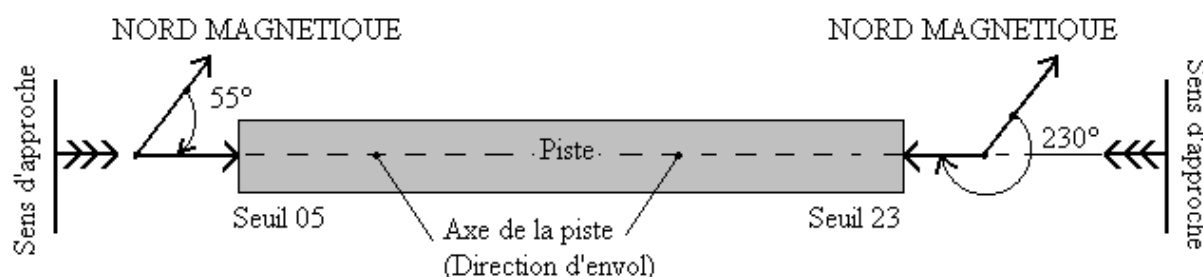 NORD MAGNETIQUE
NORD MAGNETIQUE
Sens d'approche
55°
Piste
230°
Sens d'approche
Seuil 05
Axe de la piste
(Direction d'envol)
Seuil 23